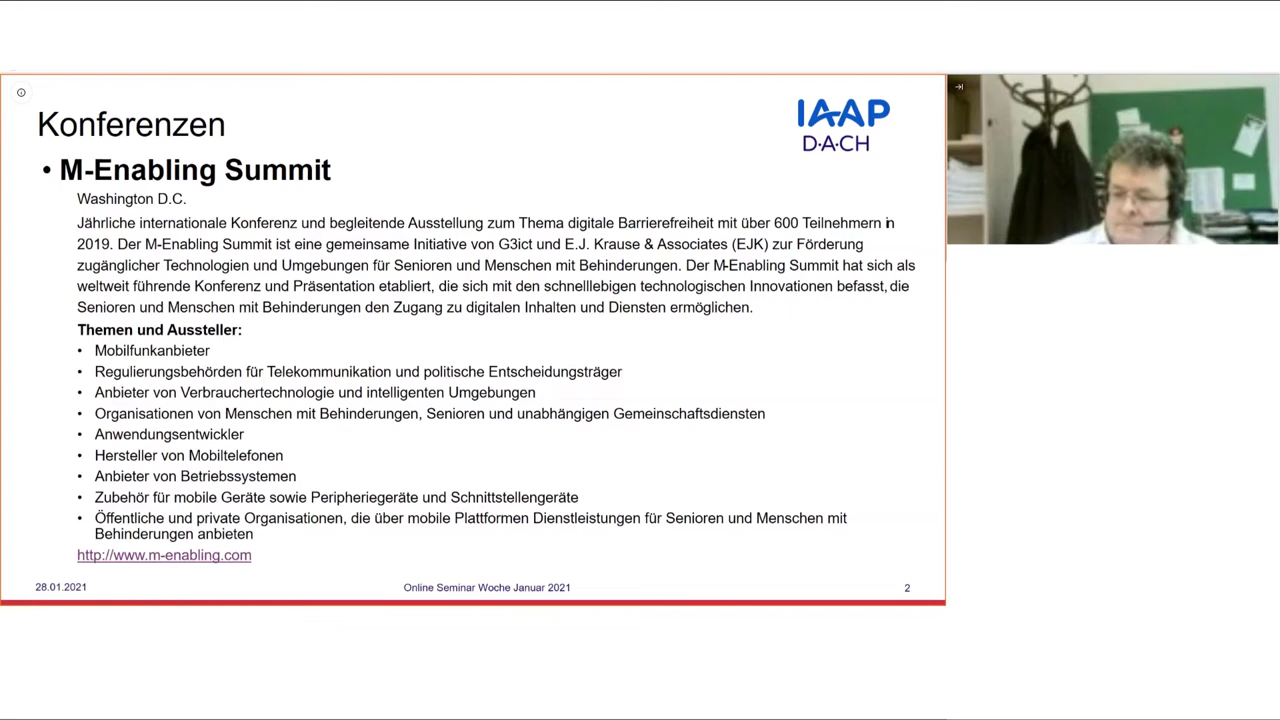 Konferenzen
IAAP
D·A·CH
• M-Enabling Summit
Washington D.C.
Jährliche internationale Konferenz und begleitende Ausstellung zum Thema digitale Barrierefreiheit mit über 600 Teilnehmern in
2019. Der M-Enabling Summit ist eine gemeinsame Initiative von G3ict und E.J. Krause & Associates (EJK) zur Förderung
zugänglicher Technologien und Umgebungen für Senioren und Menschen mit Behinderungen. Der M-Enabling Summit hat sich als
weltweit führende Konferenz und Präsentation etabliert, die sich mit den schnelllebigen technologischen Innovationen befasst, die
Senioren und Menschen mit Behinderungen den Zugang zu digitalen Inhalten und Diensten ermöglichen.
Themen und Aussteller:
• Mobilfunkanbieter
• Regulierungsbehörden für Telekommunikation und politische Entscheidungsträger
• Anbieter von Verbrauchertechnologie und intelligenten Umgebungen
• Organisationen von Menschen mit Behinderungen, Senioren und unabhängigen Gemeinschaftsdiensten
• Anwendungsentwickler
• Hersteller von Mobiltelefonen
• Anbieter von Betriebssystemen
• Zubehör für mobile Geräte sowie Peripheriegeräte und Schnittstellengeräte
• Öffentliche und private Organisationen, die über mobile Plattformen Dienstleistungen für Senioren und Menschen mit
Behinderungen anbieten
http://www.m-enabling.com
28.01.2021
Online Seminar Woche Januar 2021
2